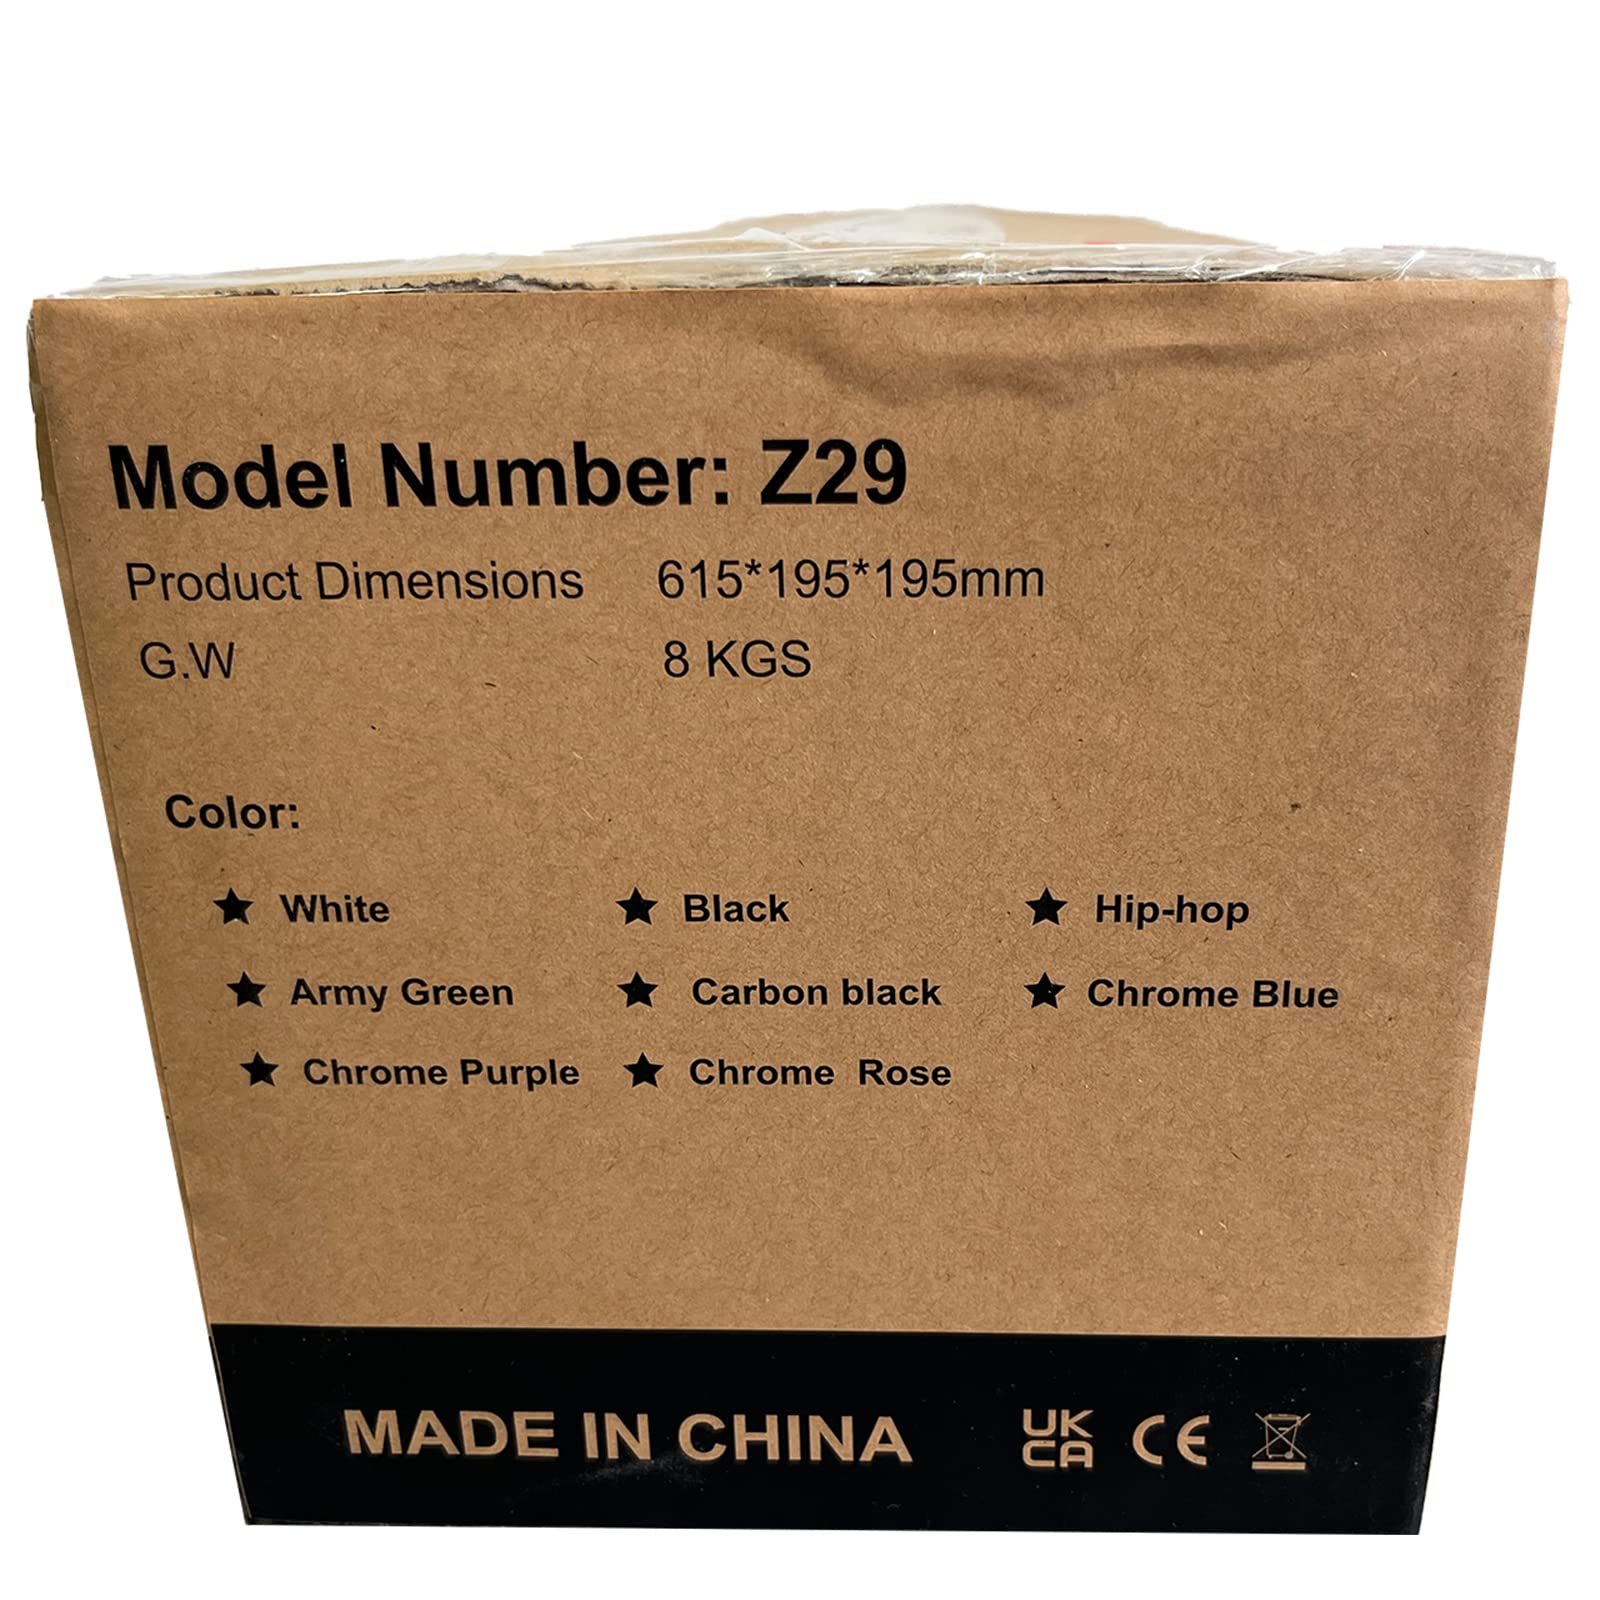 Model Number: Z29
Product Dimensions 615*195*195mm
G.W 8 KGS
Color:
★ White ★ Black ★ Hip-hop
★ Army Green ★ Carbon black ★ Chrome Blue
★ Chrome Purple ★ Chrome Rose
MADE IN CHINA UK CA CE